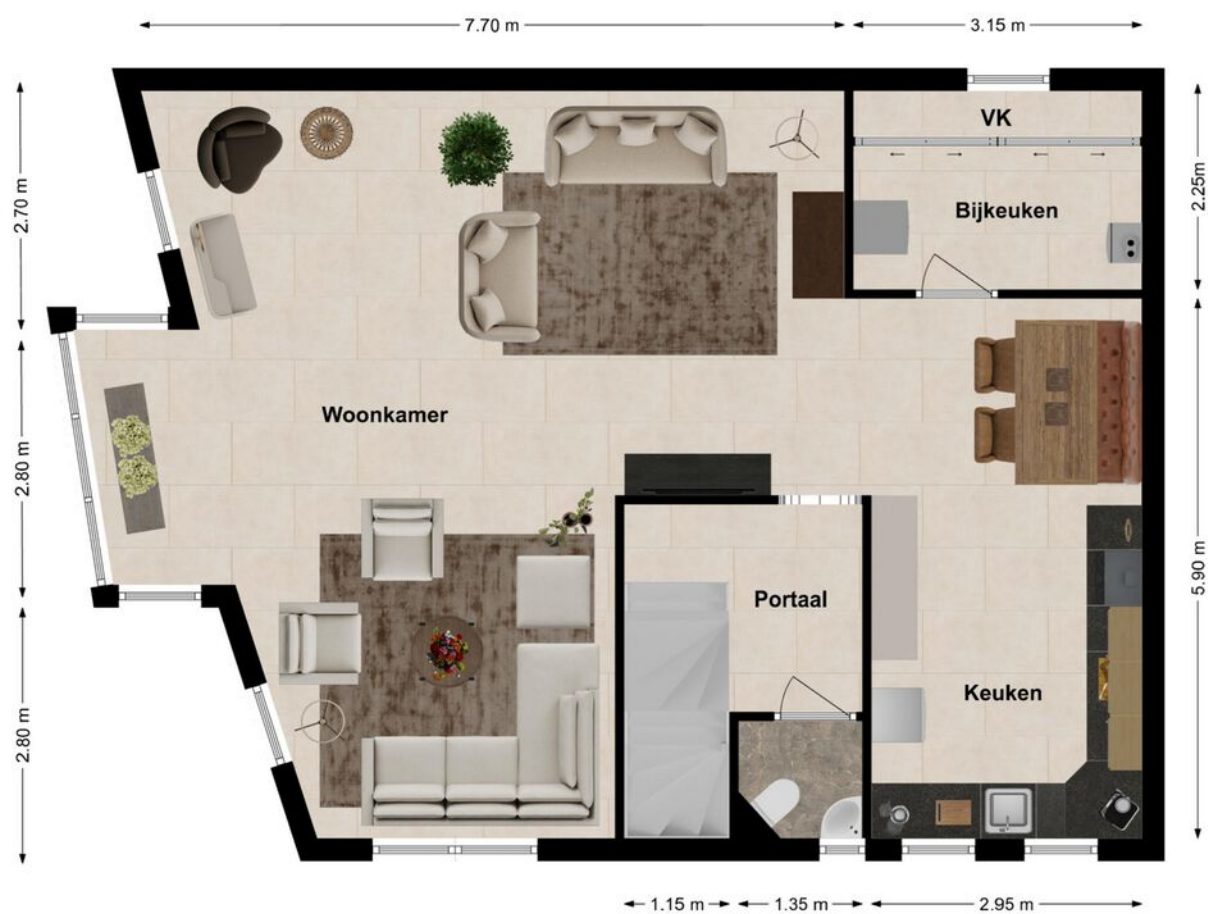 7.70 m
3.15 m
VK
2.70 m
2.25m
Bijkeuken
Woonkamer
2.80 m
5.90 m
Portaal
Keuken
2.80 m
1.15 m
1.35 m
2.95 m